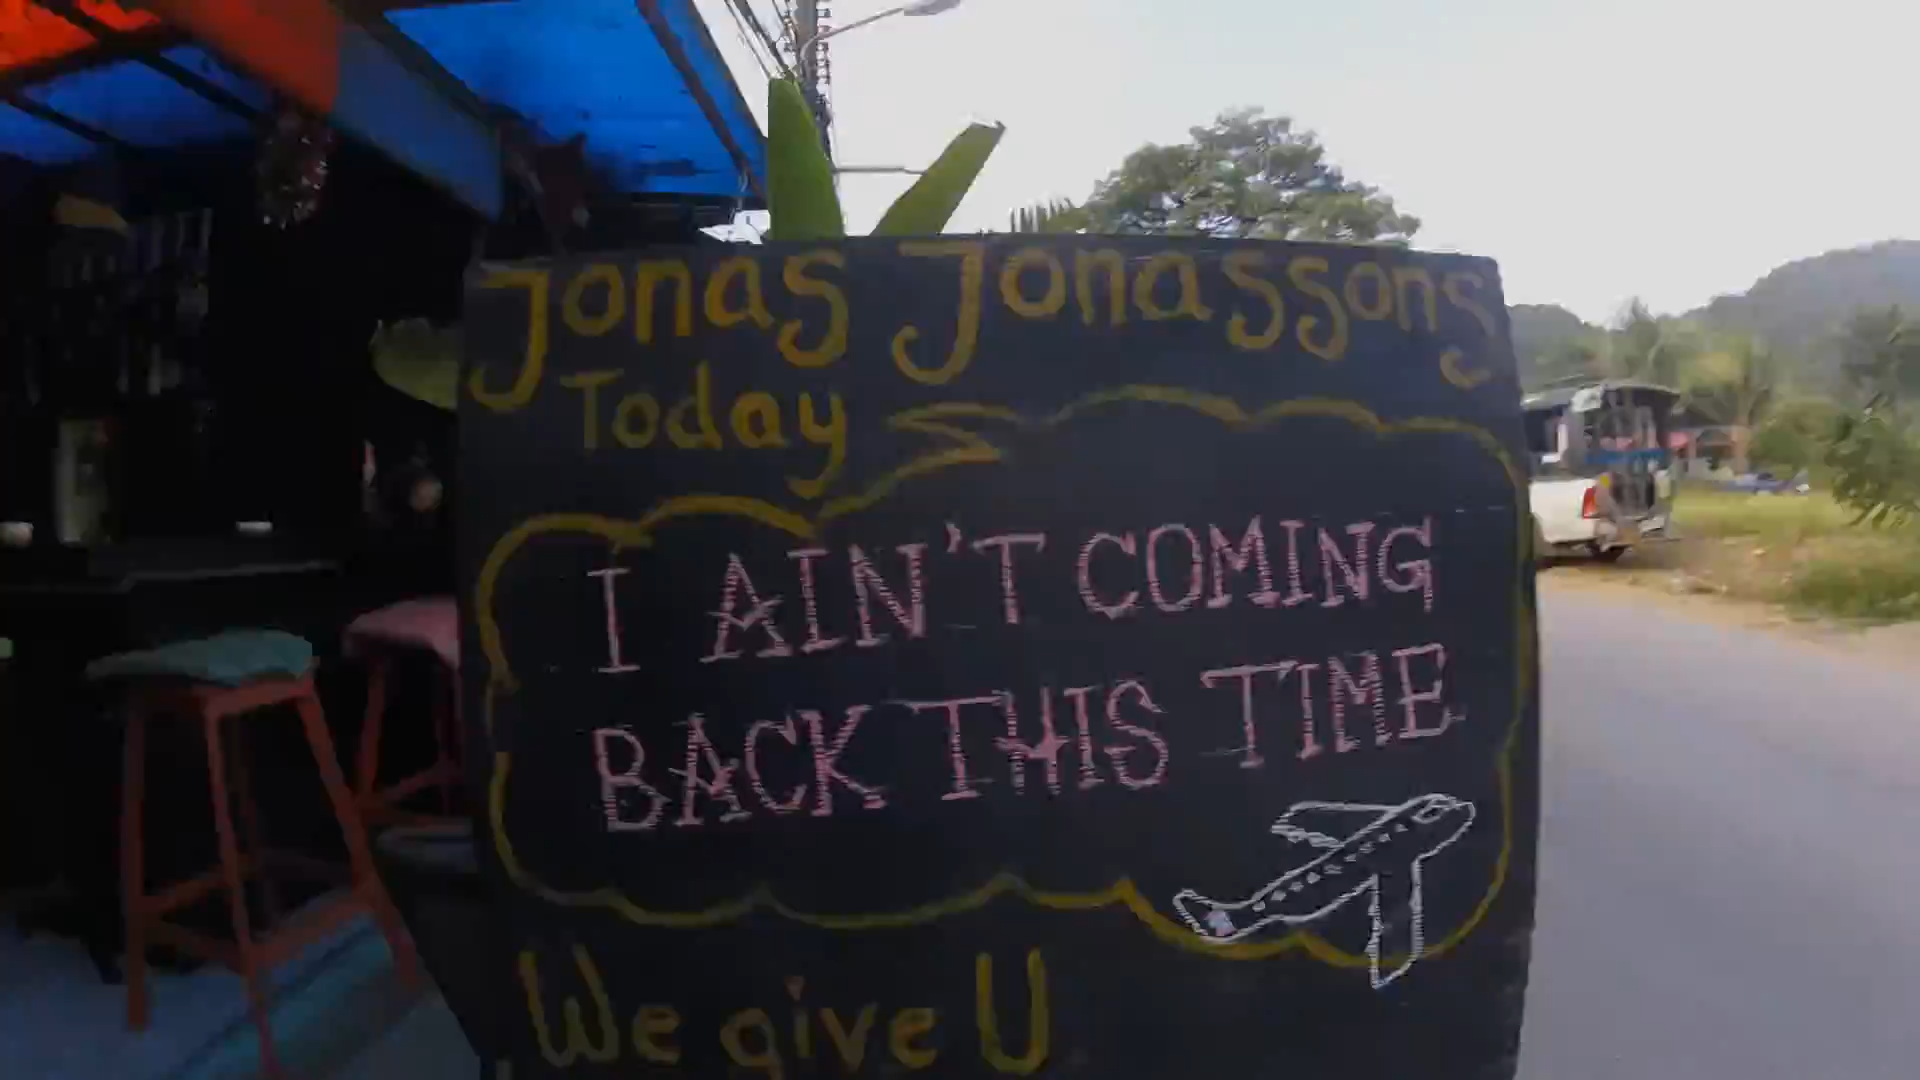 Jonas Jonassons
Today
I AIN'T COMING
BACK THIS TIME
We give U